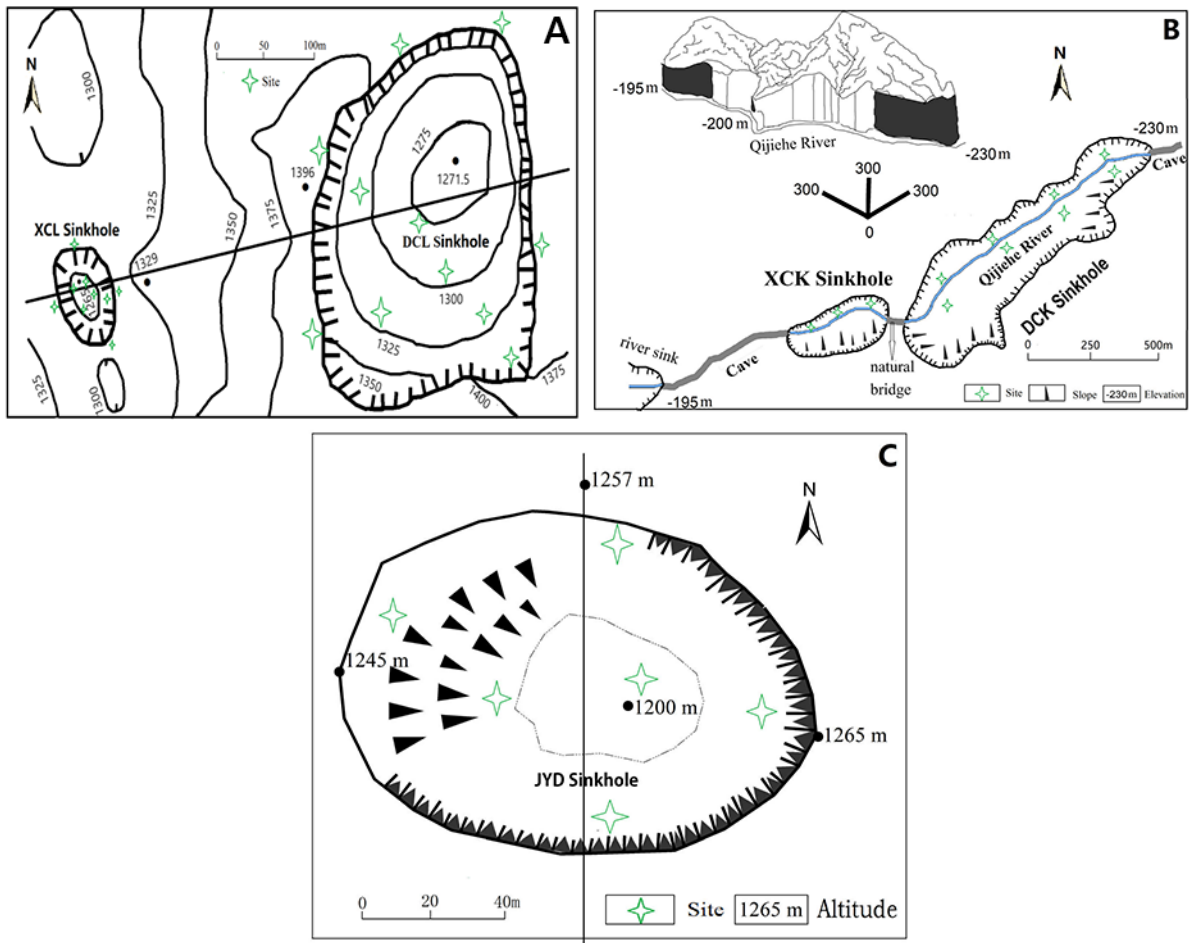 A
N
0 50 100m
Site
1300
1325
1350
1375
1396
1275
1271.5
XCL Sinkhole
DCL Sinkhole
1329
1265
1300
1325
1325
1300
1350
1400
1375
B
N
-195 m
-200 m
Qijiehe River
-230 m
300
300
300
0
-230 m
Cave
XCK Sinkhole
Qijiehe River
DCK Sinkhole
river sink
Cave
natural
bridge
-195 m
0 250 500m
Site Slope -230 m Elevation
C
N
1257 m
1245 m
1200 m
1265 m
JYD Sinkhole
0 20 40m
Site 1265 m Altitude